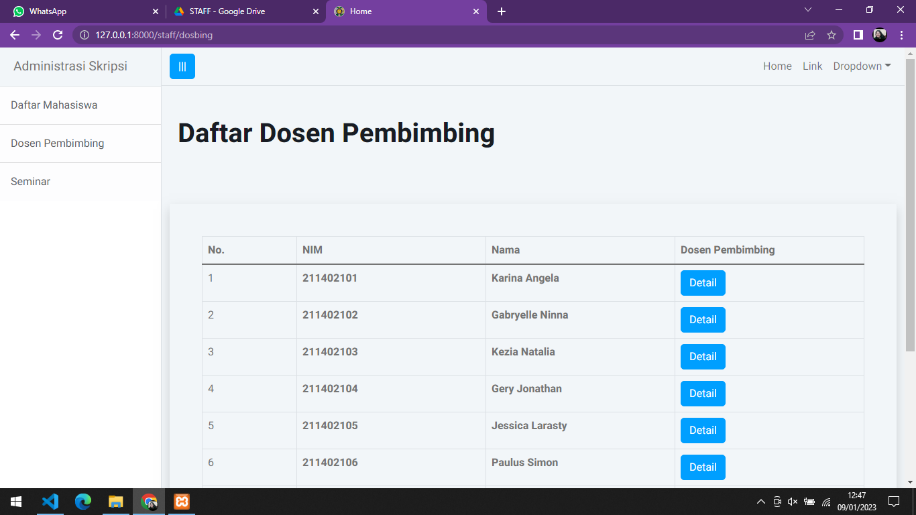 WhatsApp
STAFF - Google Drive
Home
127.0.0.1:8000/staff/dosbing
Administrasi Skripsi
Home Link Dropdown
Daftar Mahasiswa
Dosen Pembimbing
Seminar
Daftar Dosen Pembimbing
No. NIM Nama Dosen Pembimbing
1 211402101 Karina Angela Detail
2 211402102 Gabryelle Ninna Detail
3 211402103 Kezia Natalia Detail
4 211402104 Gery Jonathan Detail
5 211402105 Jessica Larasty Detail
6 211402106 Paulus Simon Detail
12:47
09/01/2023